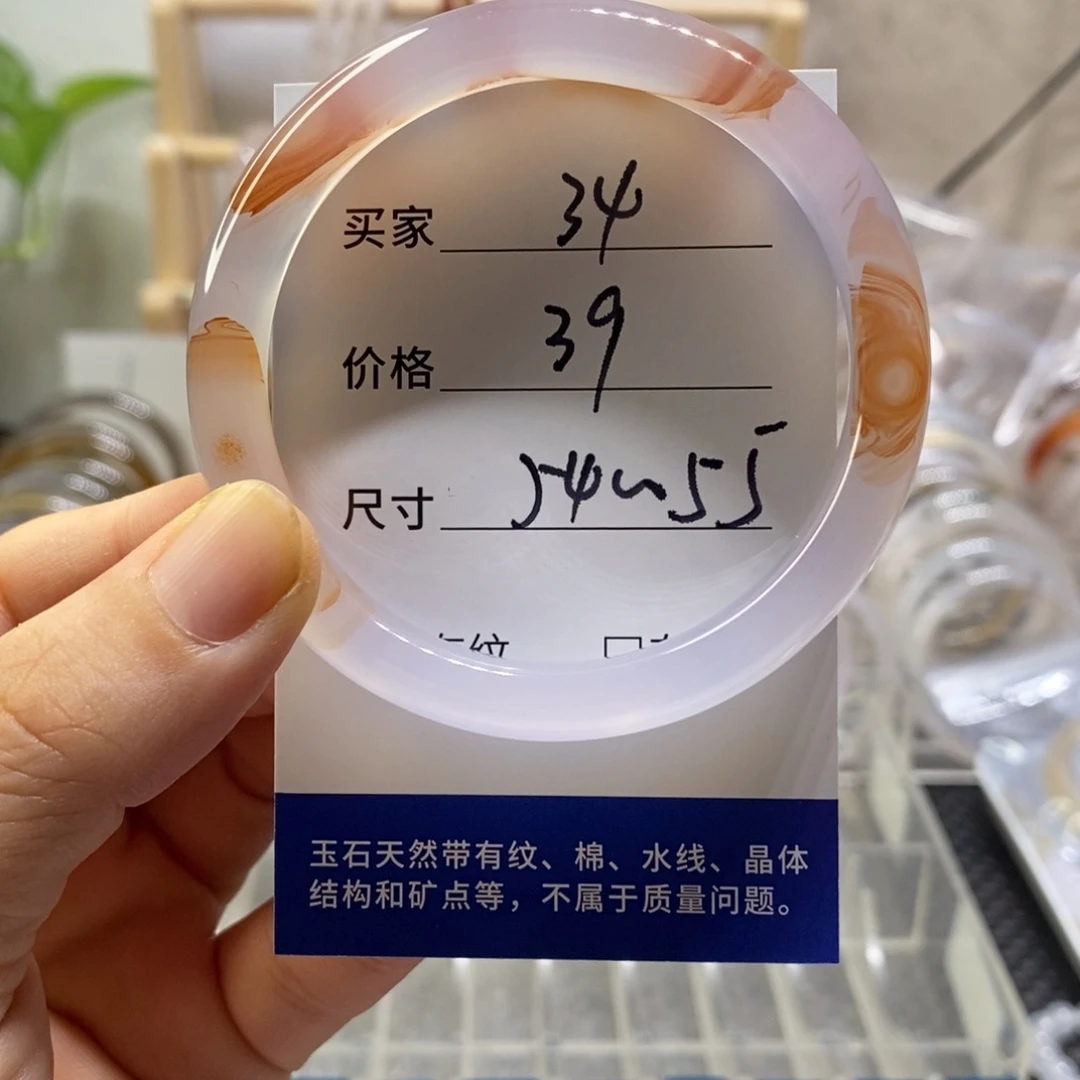 买家 34
价格 39
尺寸 54~55
纹 □
玉石天然带有纹、棉、水线、晶体
结构和矿点等，不属于质量问题。